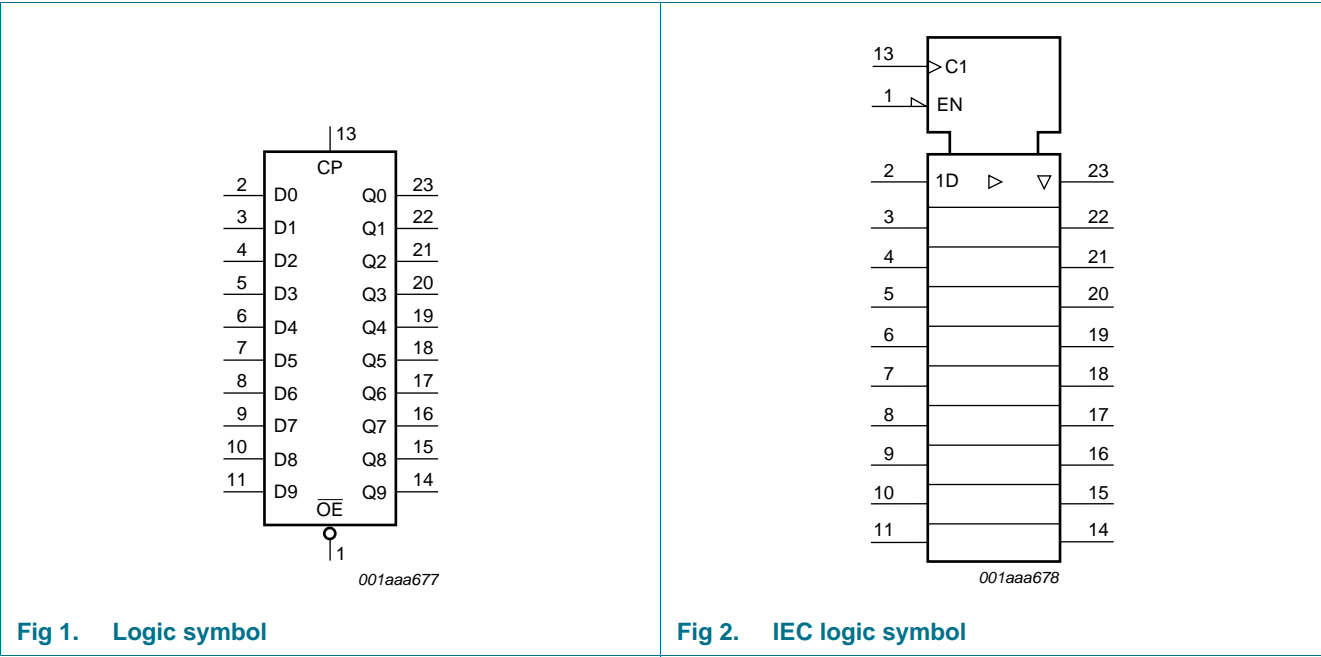 13
CP
2 D0 Q0 23
3 D1 Q1 22
4 D2 Q2 21
5 D3 Q3 20
6 D4 Q4 19
7 D5 Q5 18
8 D6 Q6 17
9 D7 Q7 16
10 D8 Q8 15
11 D9 Q9 14
O̅E̅
1
001aaa677
Fig 1. Logic symbol
13 C1
1 EN
2 1D 23
3 22
4 21
5 20
6 19
7 18
8 17
9 16
10 15
11 14
001aaa678
Fig 2. IEC logic symbol